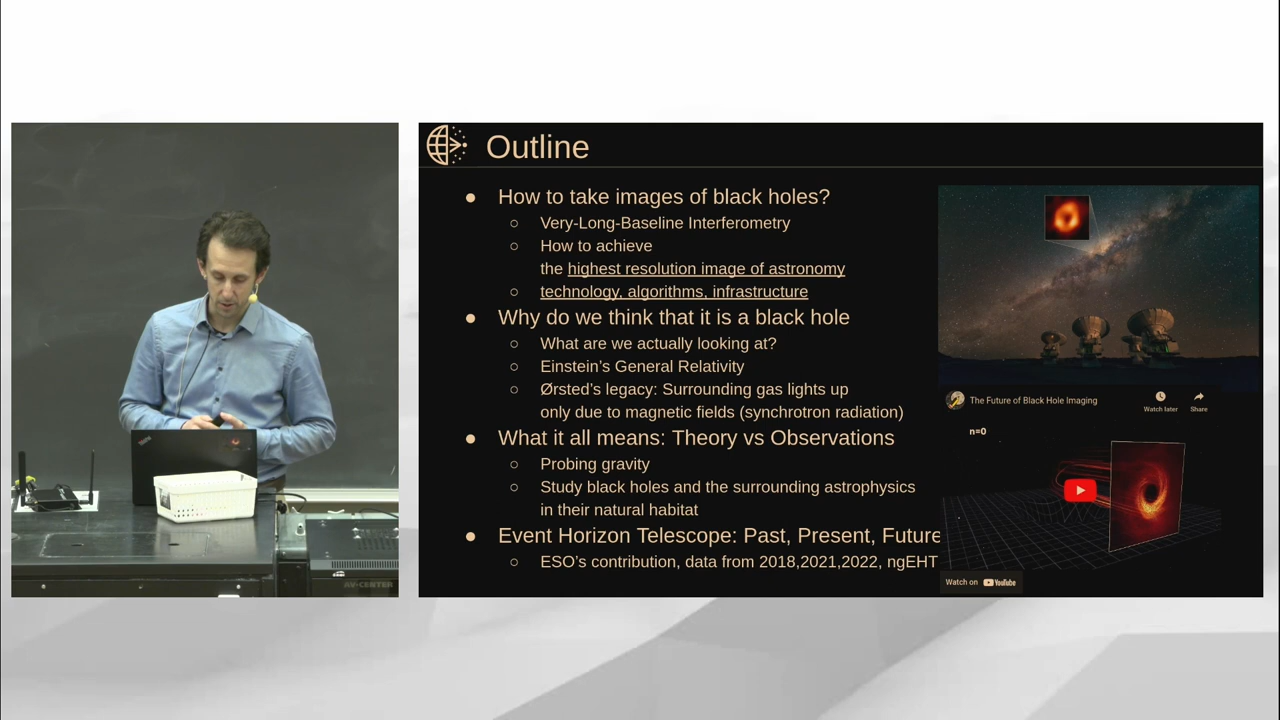 Outline
How to take images of black holes?
Very-Long-Baseline Interferometry
How to achieve
the highest resolution image of astronomy
technology, algorithms, infrastructure
Why do we think that it is a black hole
What are we actually looking at?
Einstein’s General Relativity
Ørsted’s legacy: Surrounding gas lights up
only due to magnetic fields (synchrotron radiation)
What it all means: Theory vs Observations
Probing gravity
Study black holes and the surrounding astrophysics
in their natural habitat
Event Horizon Telescope: Past, Present, Future
ESO’s contribution, data from 2018,2021,2022, ngEHT
The Future of Black Hole Imaging
Watch later
Share
n=0
Watch on YouTube
AV-CENTER